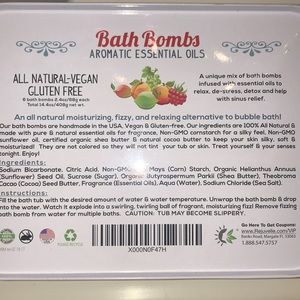 Bath Bombs
AROMATIC ESSENTIAL OILS
ALL NATURAL-VEGAN
GLUTEN FREE
6 bath bombs 2.4oz/68g each
Total 14.4oz/408g net wt.
A unique mix of bath bombs
infused with essential oils to
relax, de-stress, detox and help
with sinus relief.
An all natural moisturizing, fizzy, and relaxing alternative to bubble bath!
Our bath bombs are handmade in the USA, Vegan & Gluten-free. Our ingredients are 100% All Natural &
made with pure & natural essential oils for fragrance, Non-GMO cornstarch for a silky feel, Non-GMO
sunflower oil, certified organic shea butter & natural cocoa butter to keep your skin silky, soft &
moisturized! They are not colored so they will not tint your tub or skin. Treat yourself & your senses
tonight. Enjoy!
Ingredients:
Sodium Bicarbonate, Citric Acid, Non-GMO Zea Mays (Corn) Starch, Organic Helianthus Annuus
(Sunflower) Seed Oil, Sucrose (Sugar), Organic Butyrospermum Parkii (Shea) Butter, Theobroma
Cacao (Cocoa) Seed Butter, Fragrance (Essential Oils), Aqua (Water), Sodium Chloride (Sea Salt).
Instructions:
Fill the bath tub with the desired amount of water to desired temperature. Unwrap the bath bomb & drop
into the water. Watch it explode into a swirling, whirling ball of fragrant, moisturizing fizz! Remove fizzing
bath bomb from water for multiple baths. CAUTION: TUB MAY BECOME SLIPPERY.
X000N0F47H
Go Here To Get Coupons:
1.888.547.5757